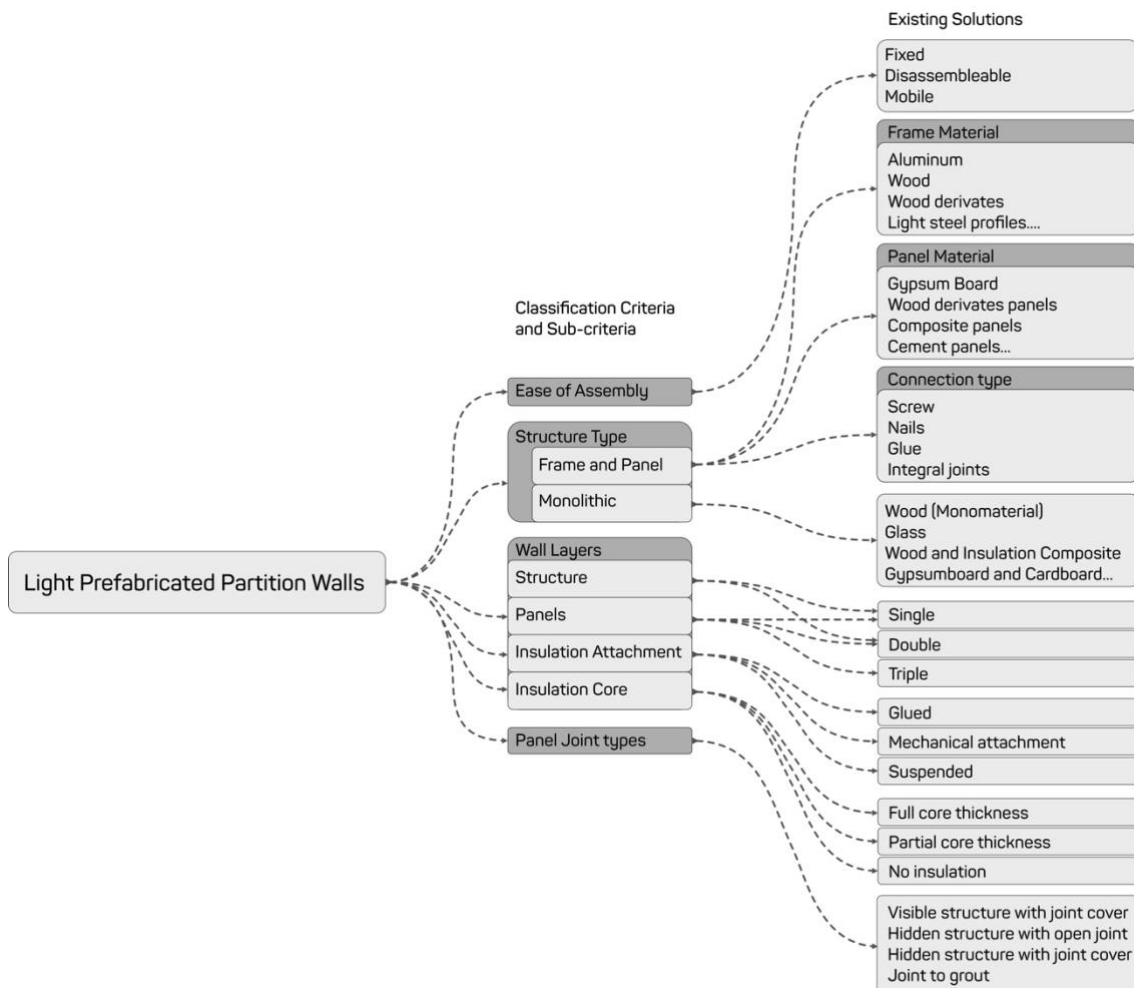 Existing Solutions
Fixed
Disassembleable
Mobile
Frame Material
Aluminum
Wood
Wood derivates
Light steel profiles....
Panel Material
Gypsum Board
Wood derivates panels
Composite panels
Cement panels...
Classification Criteria
and Sub-criteria
Connection type
Screw
Nails
Glue
Integral joints
Ease of Assembly
Structure Type
Frame and Panel
Monolithic
Wood (Monomaterial)
Glass
Wood and Insulation Composite
Gypsumboard and Cardboard...
Light Prefabricated Partition Walls
Wall Layers
Structure
Panels
Insulation Attachment
Insulation Core
Panel Joint types
Single
Double
Triple
Glued
Mechanical attachment
Suspended
Full core thickness
Partial core thickness
No insulation
Visible structure with joint cover
Hidden structure with open joint
Hidden structure with joint cover
Joint to grout